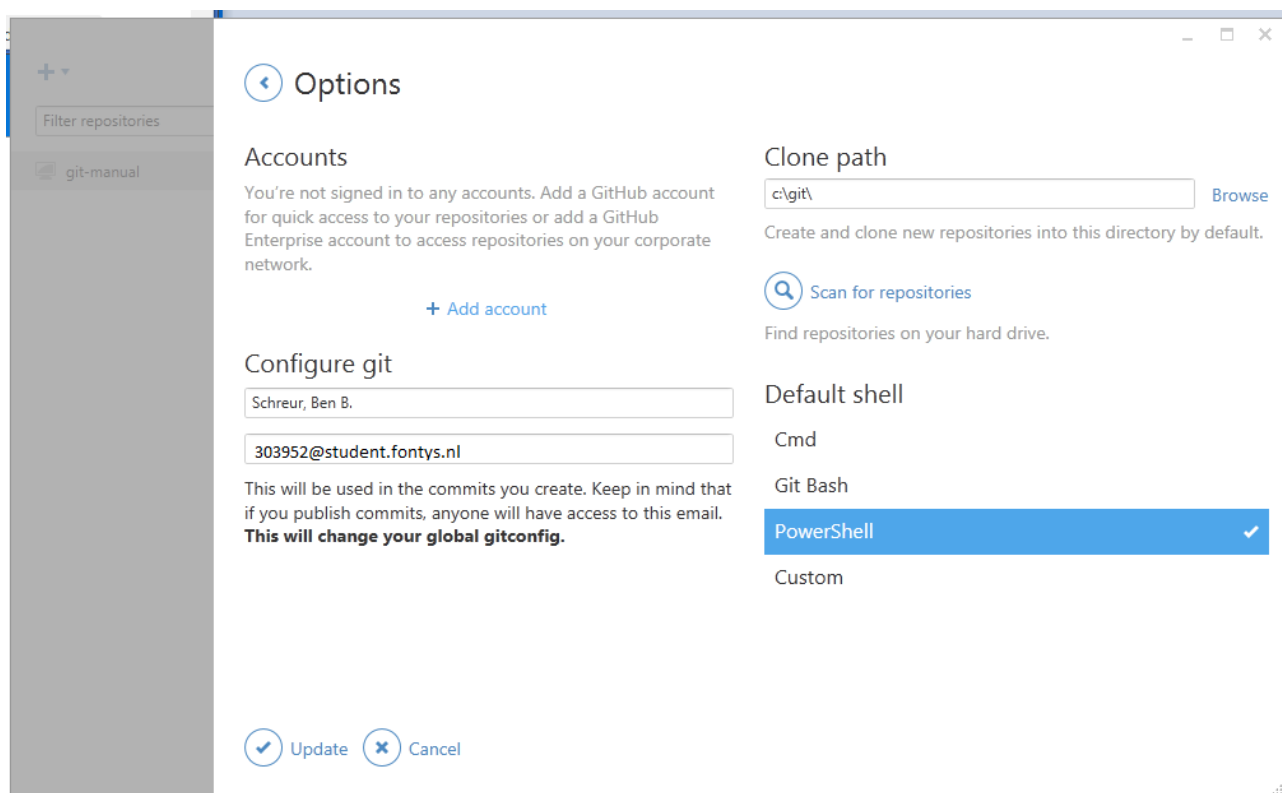 Filter repositories
git-manual
Options
Accounts
You're not signed in to any accounts. Add a GitHub account
for quick access to your repositories or add a GitHub
Enterprise account to access repositories on your corporate
network.
+ Add account
Configure git
Schreur, Ben B.
303952@student.fontys.nl
This will be used in the commits you create. Keep in mind that
if you publish commits, anyone will have access to this email.
This will change your global gitconfig.
Update
Cancel
Clone path
c:\git\
Browse
Create and clone new repositories into this directory by default.
Scan for repositories
Find repositories on your hard drive.
Default shell
Cmd
Git Bash
PowerShell
Custom